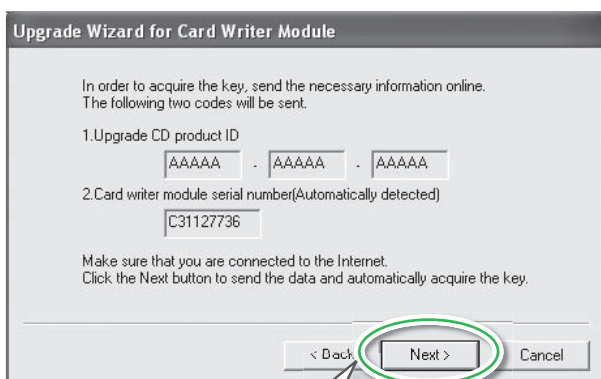 Upgrade Wizard for Card Writer Module
In order to acquire the key, send the necessary information online.
The following two codes will be sent.
1.Upgrade CD product ID
AAAAA . AAAAA . AAAAA
2.Card writer module serial number(Automatically detected)
C31127736
Make sure that you are connected to the Internet.
Click the Next button to send the data and automatically acquire the key.
< Back Next > Cancel